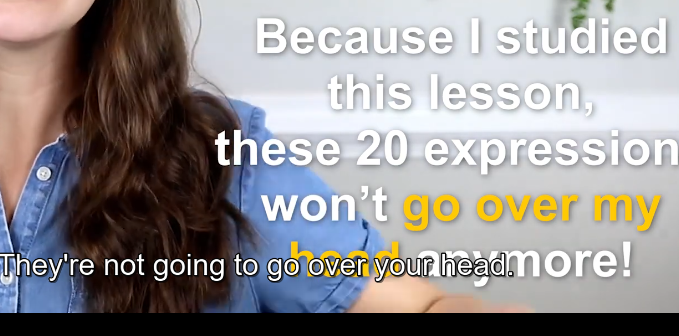 Because I studied
this lesson,
these 20 expression
won't go over my
head anymore!
They're not going to go over your head.